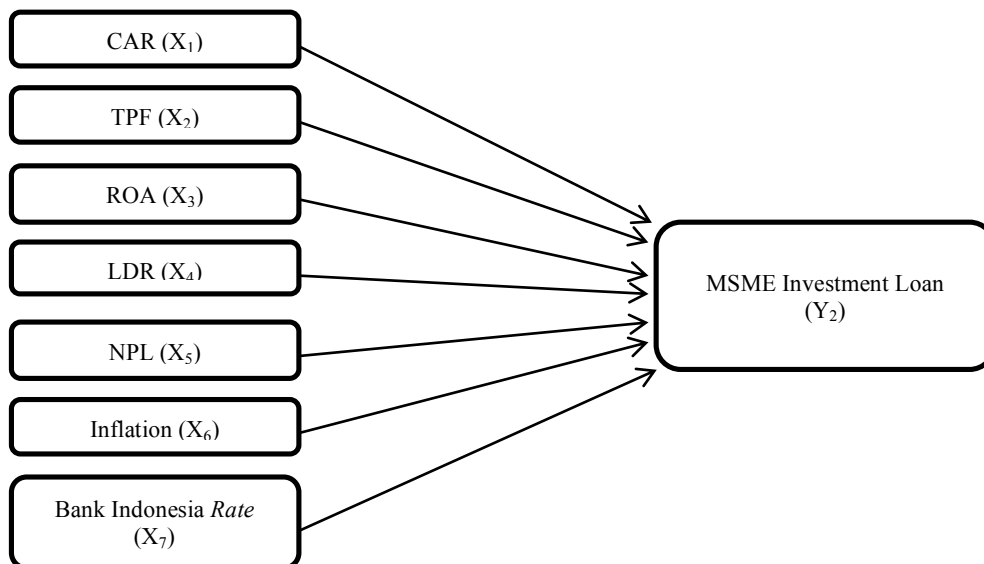 CAR (X₁)
TPF (X₂)
ROA (X₃)
LDR (X₄)
NPL (X₅)
Inflation (X₆)
Bank Indonesia Rate
(X₇)
MSME Investment Loan
(Y₂)